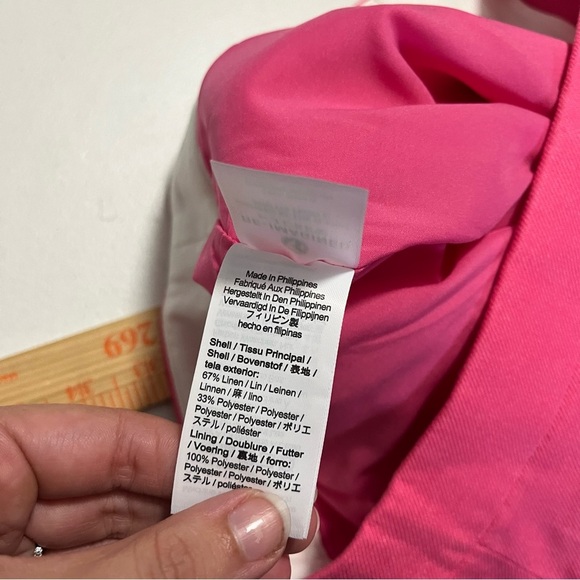 Made In Philippines
Fabriqué Aux Philippines
Hergestelt In Den Philippinen
Vervaardigd In De Filippijnen
フィリピン製
hecho en filipinas
Shell / Tissu Principal /
Shell / Bovenstof / 表地 /
tela exterior:
67% Linen / Lin / Leinen /
Linnen / 麻 / lino
33% Polyester / Polyester /
Polyester / Polyester / ポリエ
ステル / poliéster
Lining / Doublure / Futter
/ Voering / 裏地 / forro:
100% Polyester / Polyester /
Polyester / Polyester / ポリエ
ステル / poliéster
269